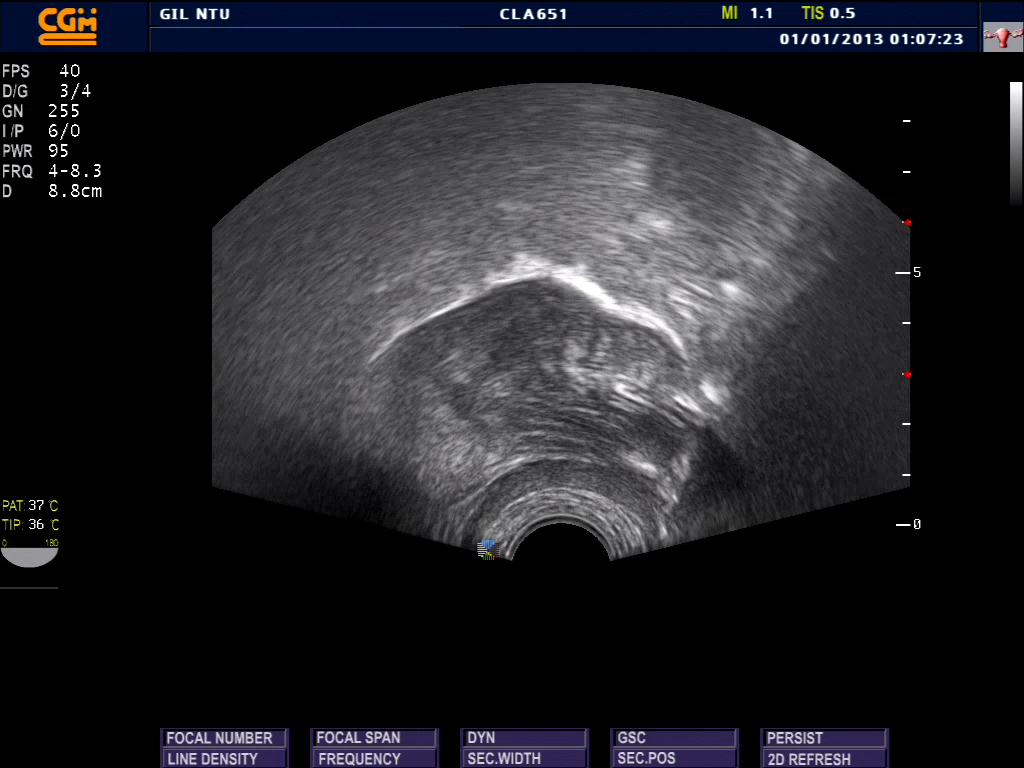 CGM
GIL NTU CLA651 MI 1.1 TIS 0.5
01/01/2013 01:07:23
FPS 40
D/G 3/4
GN 255
I/P 6/0
PWR 95
FRQ 4-8.3
D 8.8cm
5
PAT: 37 °C
TIP: 36 °C
0 180
0
FOCAL NUMBER FOCAL SPAN DYN GSC PERSIST
LINE DENSITY FREQUENCY SEC.WIDTH SEC.POS 2D REFRESH